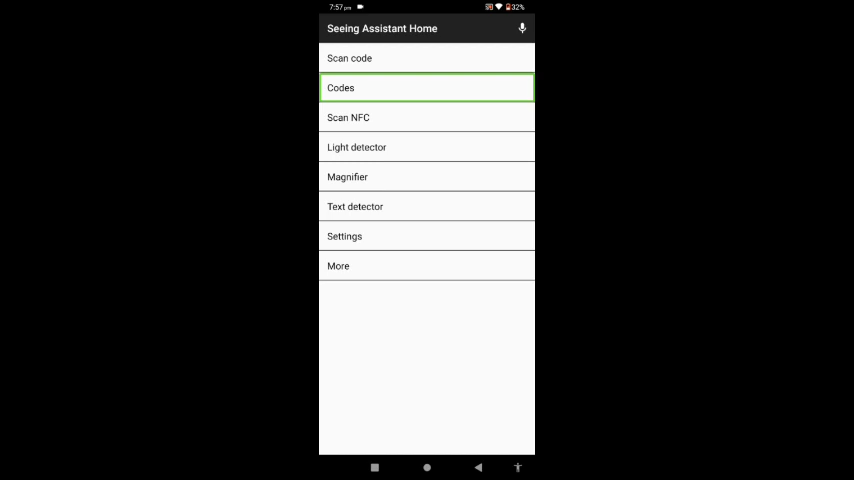 7:57 pm 32%
Seeing Assistant Home
Scan code
Codes
Scan NFC
Light detector
Magnifier
Text detector
Settings
More